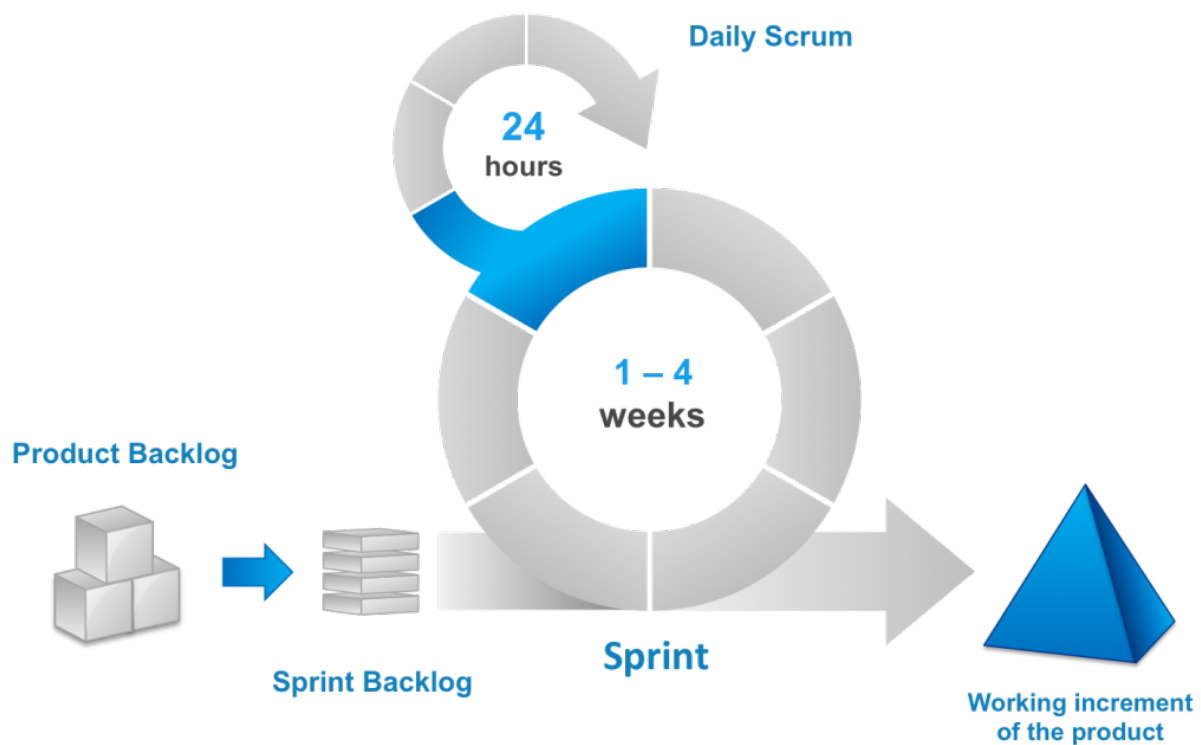 Daily Scrum
24
hours
1 – 4
weeks
Product Backlog
Sprint Backlog
Sprint
Working increment
of the product